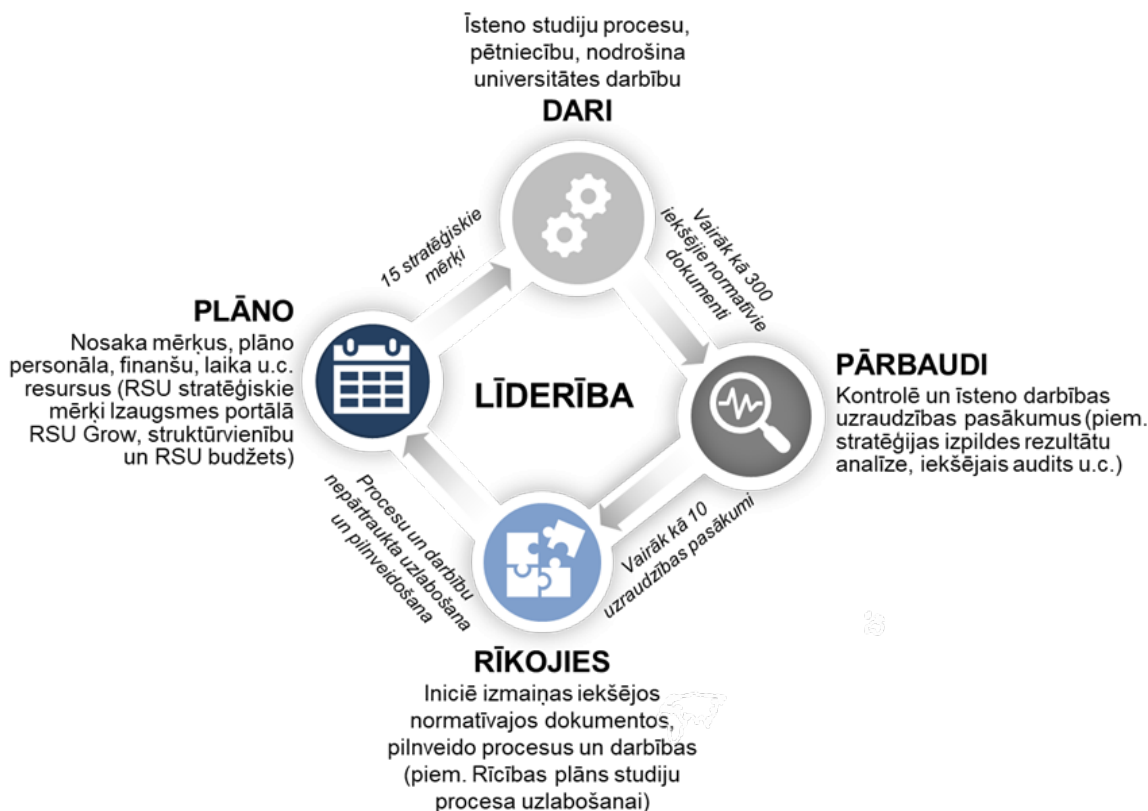 Īsteno studiju procesu,
pētniecību, nodrošina
universitātes darbību
DARI
15 stratēģiskie
mērķi
Vairāk kā 300
iekšējie normatīvie
dokumenti
PLĀNO
Nosaka mērķus, plāno
personāla, finanšu, laika u.c.
resursus (RSU stratēģiskie
mērķi Izaugsmes portālā
RSU Grow, struktūrvienību
un RSU budžets)
LĪDERĪBA
PĀRBAUDI
Kontrolē un īsteno darbības
uzraudzības pasākumus (piem.
stratēģijas izpildes rezultātu
analīze, iekšējais audits u.c.)
Procesu un darbību
nepārtraukta uzlabošana
un pilnveidošana
Vairāk kā 10
uzraudzības pasākumi
RĪKOJIES
Iniciē izmaiņas iekšējos
normatīvajos dokumentos,
pilnveido procesus un darbības
(piem. Rīcības plāns studiju
procesa uzlabošanai)